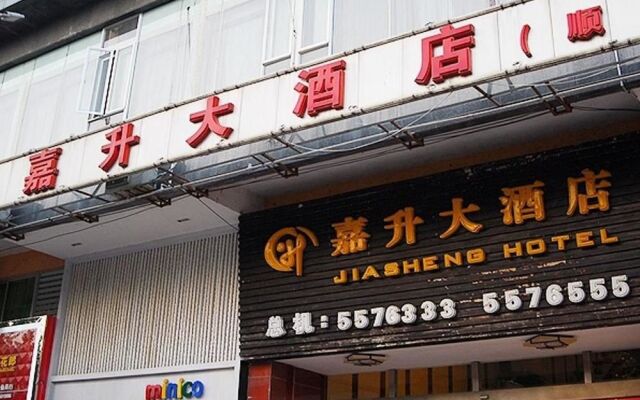 嘉升大酒店（顺
嘉升大酒店
JIASHENG HOTEL
总机：5576333 5576555
minico